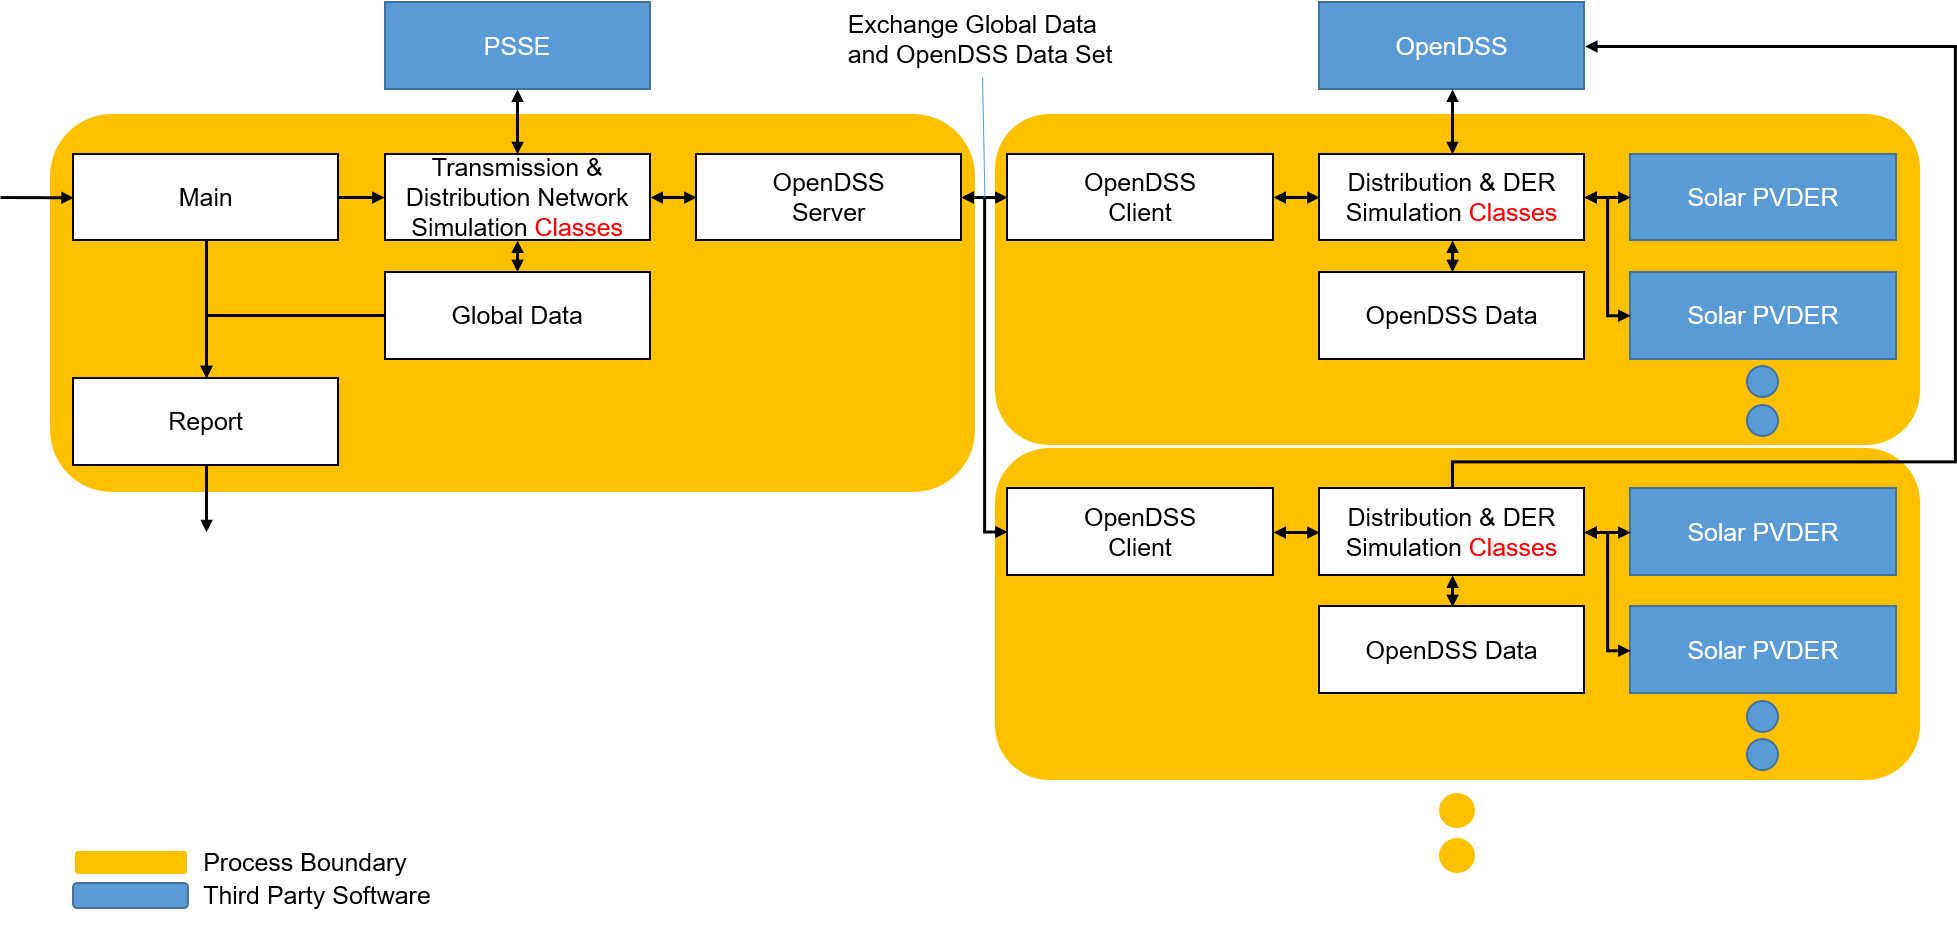 PSSE
Exchange Global Data
and OpenDSS Data Set
OpenDSS
Main
Transmission &
Distribution Network
Simulation Classes
OpenDSS
Server
OpenDSS
Client
Distribution & DER
Simulation Classes
Solar PVDER
Global Data
OpenDSS Data
Solar PVDER
Report
OpenDSS
Client
Distribution & DER
Simulation Classes
Solar PVDER
OpenDSS Data
Solar PVDER
Process Boundary
Third Party Software